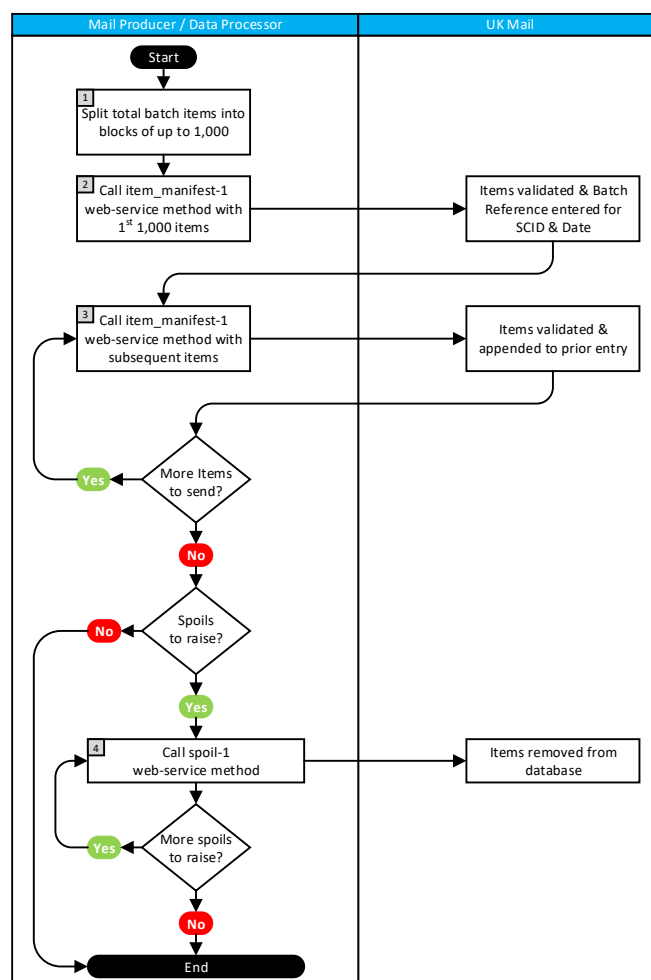 Mail Producer / Data Processor
UK Mail
Start
1
Split total batch items into
blocks of up to 1,000
2
Call item_manifest-1
web-service method with
1st 1,000 items
Items validated & Batch
Reference entered for
SCID & Date
3
Call item_manifest-1
web-service method with
subsequent items
Items validated &
appended to prior entry
More Items
to send?
Yes
No
Spoils
to raise?
No
Yes
4
Call spoil-1
web-service method
Items removed from
database
More spoils
to raise?
Yes
No
End